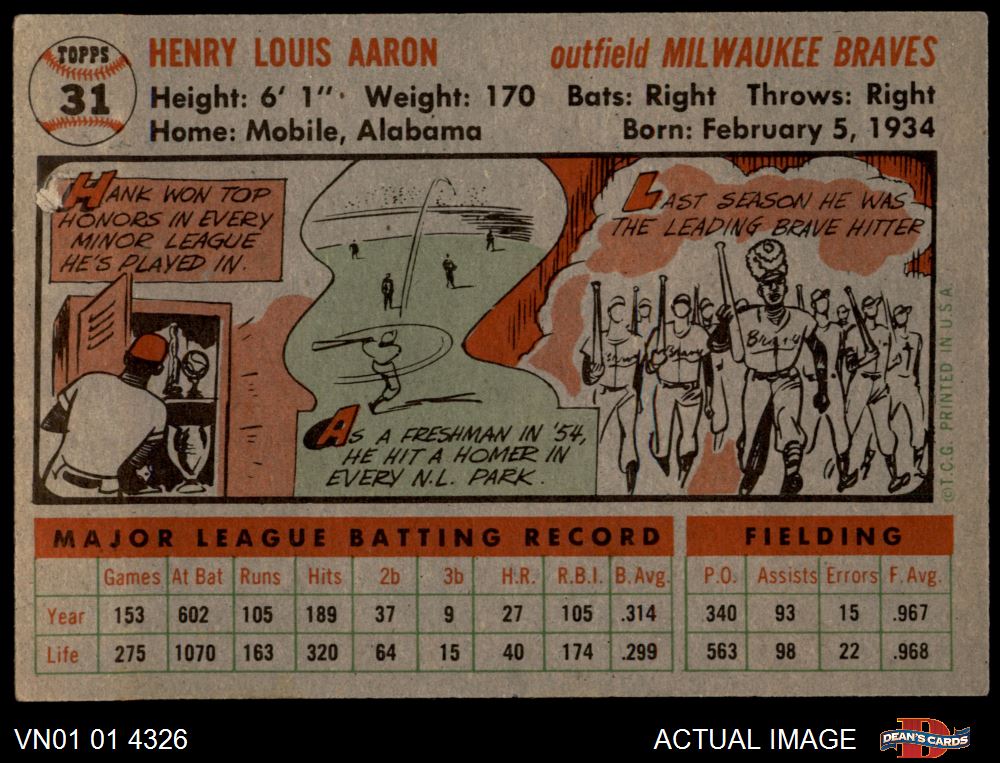 TOPPS
31
HENRY LOUIS AARON
outfield MILWAUKEE BRAVES
Height: 6' 1" Weight: 170 Bats: Right Throws: Right
Home: Mobile, Alabama Born: February 5, 1934
HANK WON TOP
HONORS IN EVERY
MINOR LEAGUE
HE'S PLAYED IN.
AS A FRESHMAN IN '54,
HE HIT A HOMER IN
EVERY N.L. PARK.
LAST SEASON HE WAS
THE LEADING BRAVE HITTER
Braves
©T.C.G. PRINTED IN U.S.A.
MAJOR LEAGUE BATTING RECORD FIELDING
Games At Bat Runs Hits 2b 3b H.R. R.B.I. B. Avg. P.O. Assists Errors F. Avg.
Year 153 602 105 189 37 9 27 105 .314 340 93 15 .967
Life 275 1070 163 320 64 15 40 174 .299 563 98 22 .968
VN01 01 4326 ACTUAL IMAGE
D
DEAN'S CARDS